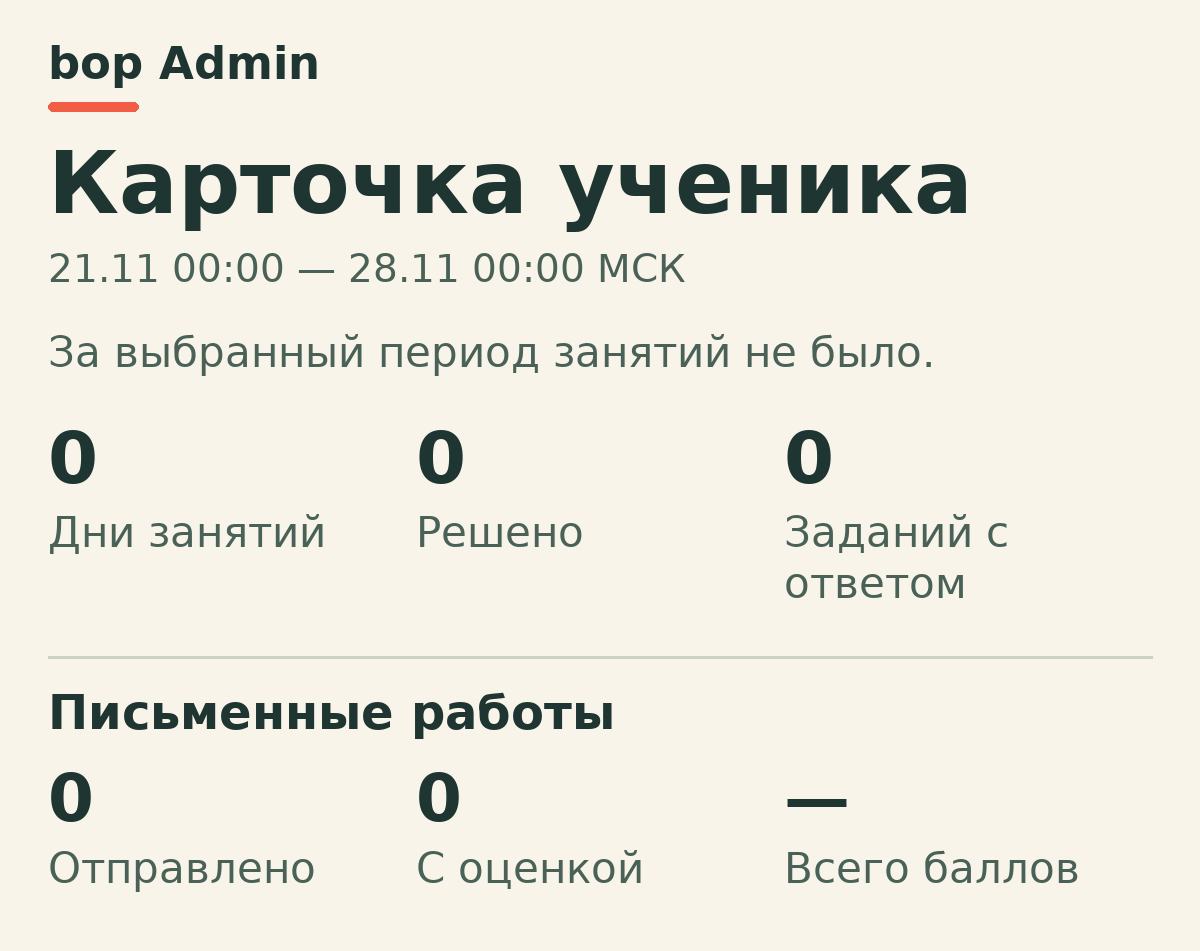 bop Admin
Карточка ученика
21.11 00:00 — 28.11 00:00 МСК
За выбранный период занятий не было.
0 0 0
Дни занятий Решено Заданий с
ответом
Письменные работы
0 0 —
Отправлено С оценкой Всего баллов